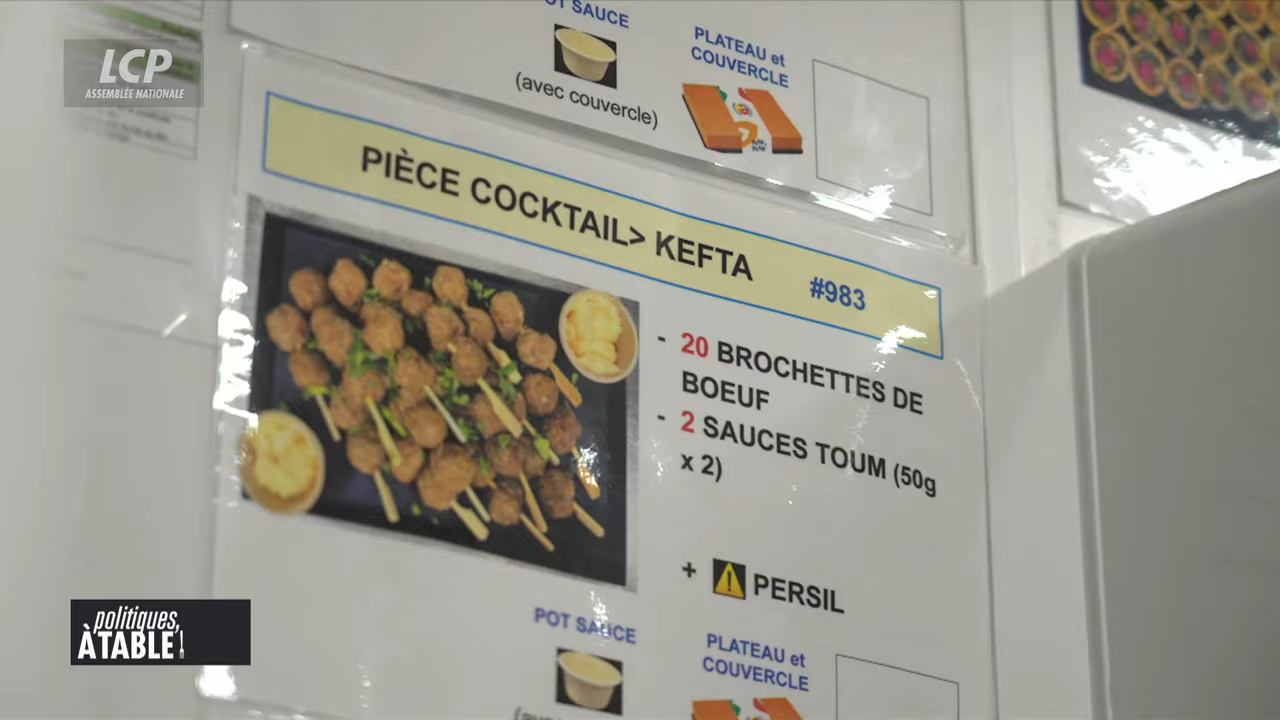 LCP
ASSEMBLÉE NATIONALE
POT SAUCE
(avec couvercle)
PLATEAU et
COUVERCLE
PIÈCE COCKTAIL> KEFTA #983
- 20 BROCHETTES DE
BOEUF
- 2 SAUCES TOUM (50g
x 2)
+ PERSIL
POT SAUCE
PLATEAU et
COUVERCLE
politiques,
À TABLE!